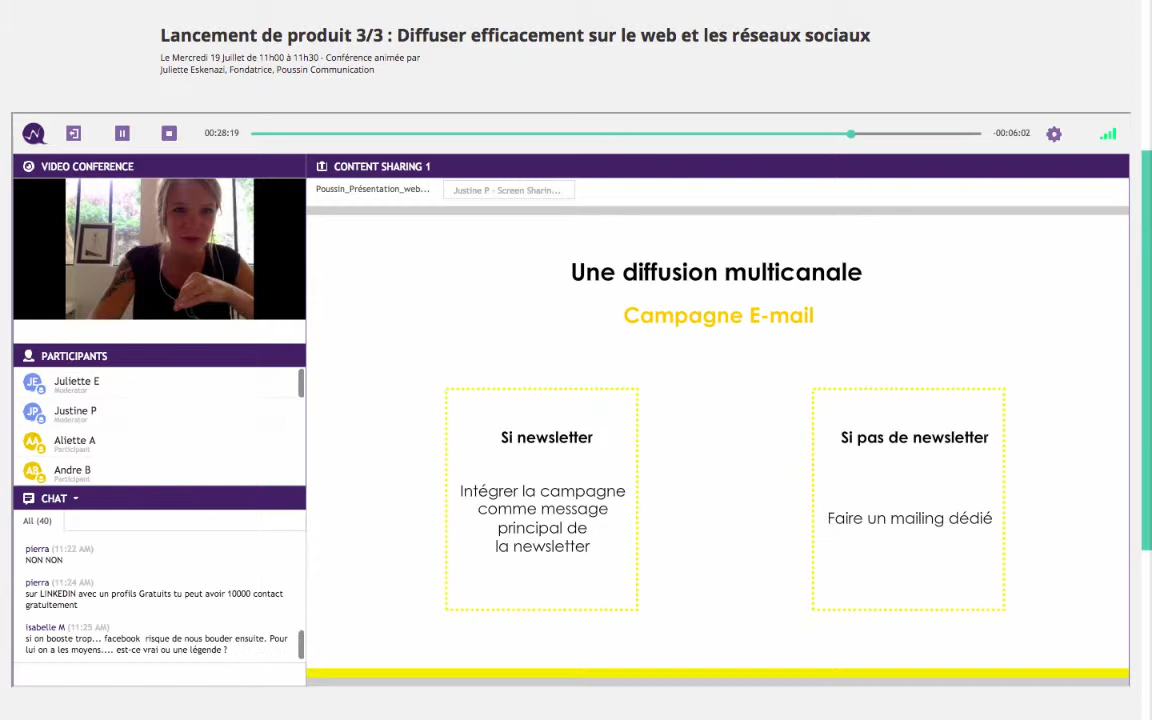 Lancement de produit 3/3 : Diffuser efficacement sur le web et les réseaux sociaux
Le Mercredi 19 Juillet de 11h00 à 11h30 - Conférence animée par
Juliette Eskenazi, Fondatrice, Poussin Communication
00:28:19
-00:06:02
VIDEO CONFERENCE
CONTENT SHARING 1
Poussin_Présentation_web...
Justine P - Screen Sharin...
Une diffusion multicanale
Campagne E-mail
Si newsletter
Intégrer la campagne
comme message
principal de
la newsletter
Si pas de newsletter
Faire un mailing dédié
PARTICIPANTS
JE
Juliette E
Moderator
JP
Justine P
Moderator
AA
Aliette A
Participant
AB
Andre B
Participant
CHAT
All (40)
pierra (11:22 AM)
NON NON
pierra (11:24 AM)
sur LINKEDIN avec un profils Gratuits tu peut avoir 10000 contact
gratuitement
isabelle M (11:25 AM)
si on booste trop... facebook risque de nous bouder ensuite. Pour
lui on a les moyens.... est-ce vrai ou une légende ?